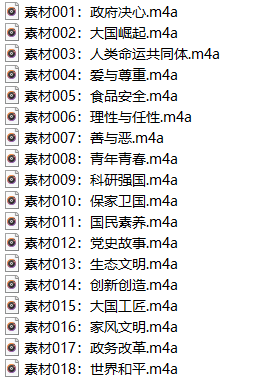 素材001：政府决心.m4a
素材002：大国崛起.m4a
素材003：人类命运共同体.m4a
素材004：爱与尊重.m4a
素材005：食品安全.m4a
素材006：理性与任性.m4a
素材007：善与恶.m4a
素材008：青年青春.m4a
素材009：科研强国.m4a
素材010：保家卫国.m4a
素材011：国民素养.m4a
素材012：党史故事.m4a
素材013：生态文明.m4a
素材014：创新创造.m4a
素材015：大国工匠.m4a
素材016：家风文明.m4a
素材017：政务改革.m4a
素材018：世界和平.m4a